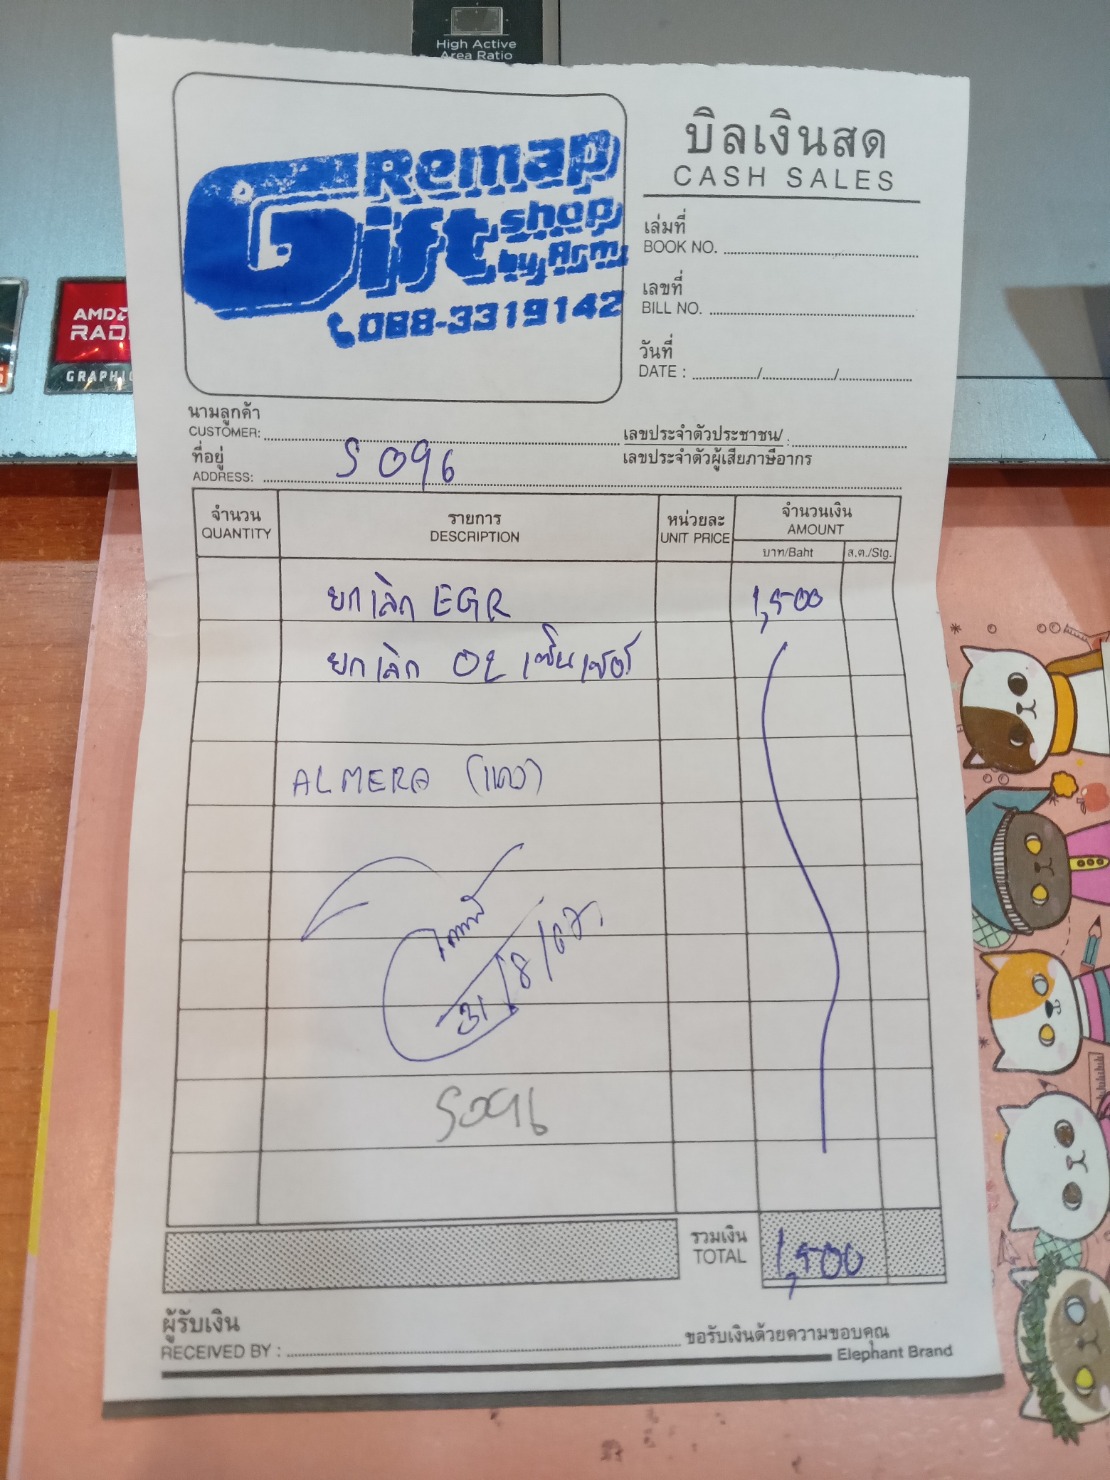 High Active
Area Ratio
AMD
RAD
GRAPHI
Remap
Gift shop
by Arm
088-3319142
บิลเงินสด
CASH SALES
เล่มที่
BOOK NO.
เลขที่
BILL NO.
วันที่
DATE : / /
นามลูกค้า
CUSTOMER:
เลขประจำตัวประชาชน/
เลขประจำตัวผู้เสียภาษีอากร
ที่อยู่
ADDRESS:
S096
จำนวน รายการ หน่วยละ จำนวนเงิน
QUANTITY DESCRIPTION UNIT PRICE AMOUNT
บาท/Baht ส.ต./Stg.
ยกเลิก EGR 1,500
ยกเลิก O2 เซ็นเซอร์
ALMERA
31/8/67
S096
รวมเงิน
TOTAL 1,500
ผู้รับเงิน
RECEIVED BY :
ขอรับเงินด้วยความขอบคุณ
Elephant Brand